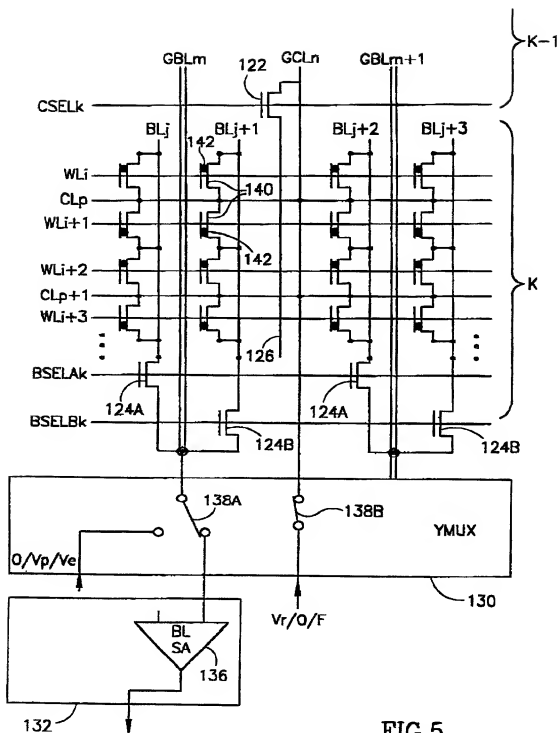 K-1
GBLm GCLn GBLm+1
122
CSELk
BLj BLj+1 BLj+2 BLj+3
142
WLi
140
CLp
WLi+1
142
K
WLi+2
CLp+1
WLi+3
126
BSELAk
124A 124A
BSELBk
124B 124B
138A
138B
YMUX
O/Vp/Ve
130
Vr/O/F
BL
SA
136
132
FIG.5